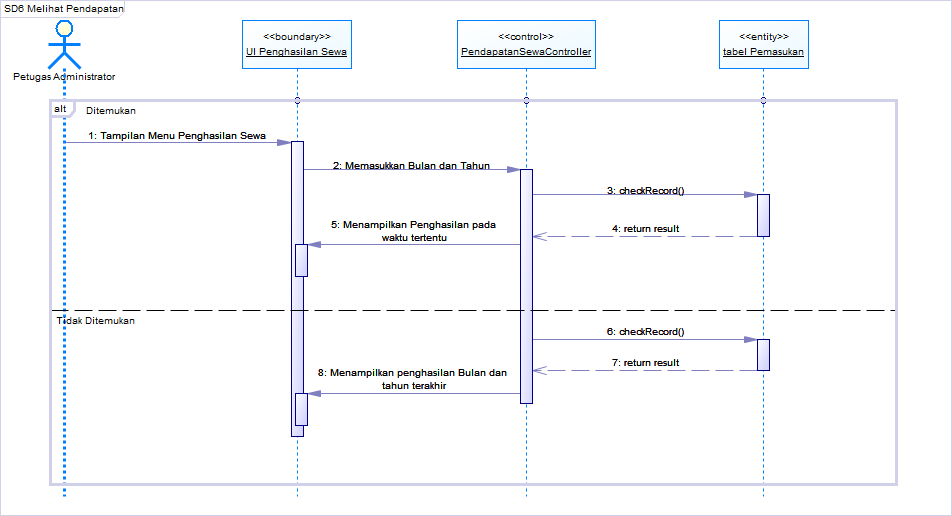 SD6 Melihat Pendapatan
Petugas Administrator
<<boundary>>
UI Penghasilan Sewa
<<control>>
PendapatanSewaController
<<entity>>
tabel Pemasukan
alt
Ditemukan
1: Tampilan Menu Penghasilan Sewa
2: Memasukkan Bulan dan Tahun
3: checkRecord()
4: return result
5: Menampilkan Penghasilan pada
waktu tertentu
Tidak Ditemukan
6: checkRecord()
7: return result
8: Menampilkan penghasilan Bulan dan
tahun terakhir